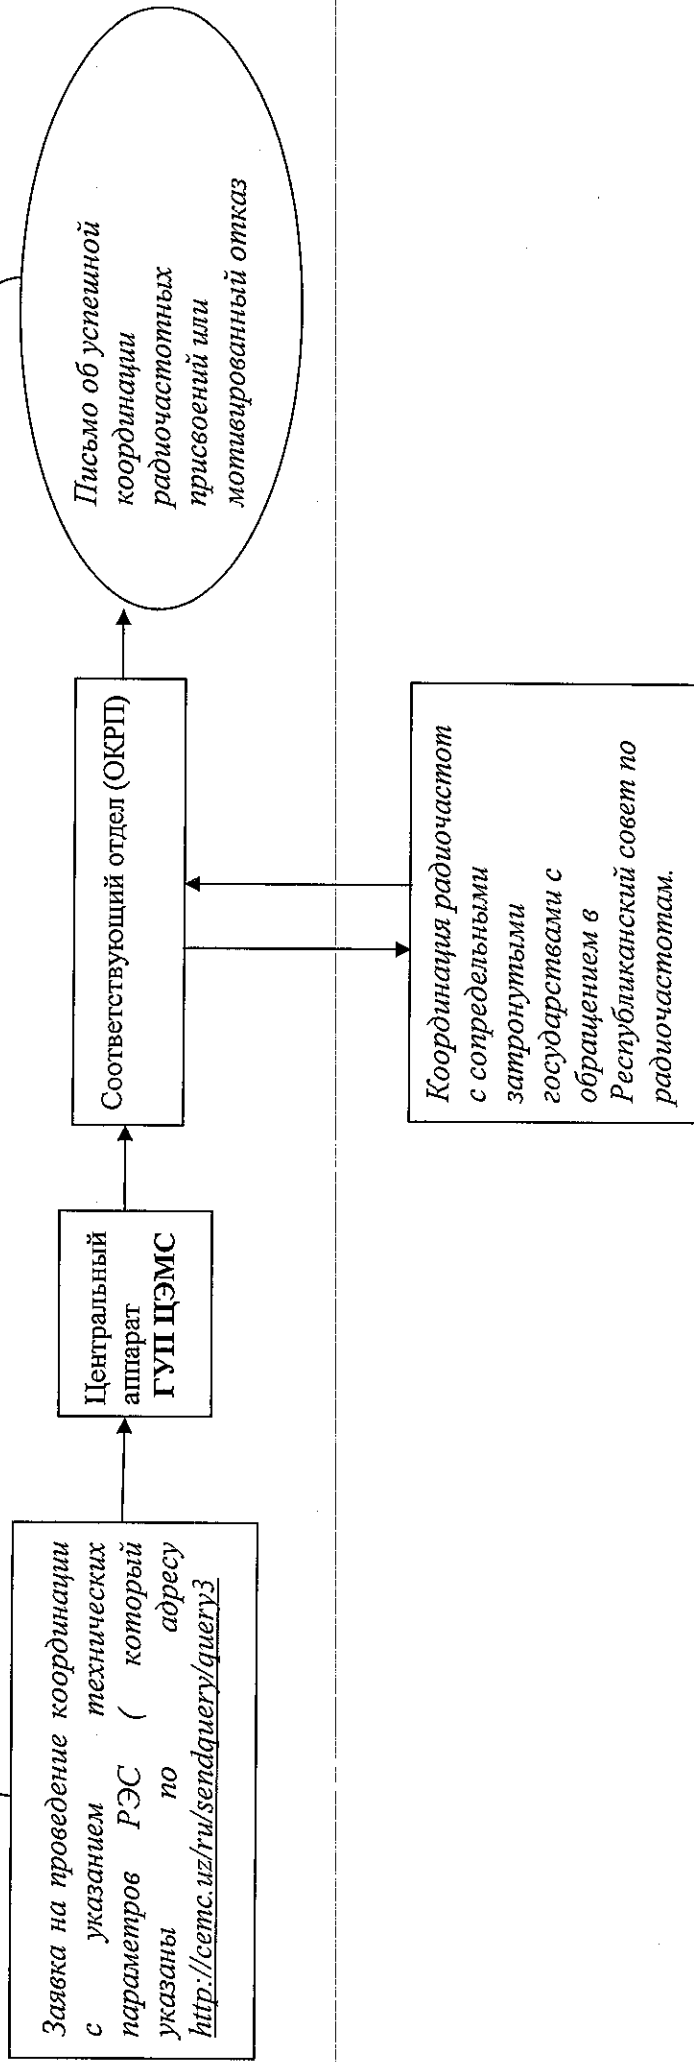 Заявка на проведение координации
с указанием технических
параметров РЭС ( который
указаны по адресу
http://cemc.uz/ru/sendquery/query3
Центральный
аппарат
ГУП ЦЭМС
Соответствующий отдел (ОКРП)
Письмо об успешной
координации
радиочастотных
присвоений или
мотивированный отказ
Координация радиочастот
с сопредельными
затронутыми
государствами с
обращением в
Республиканский совет по
радиочастотам.